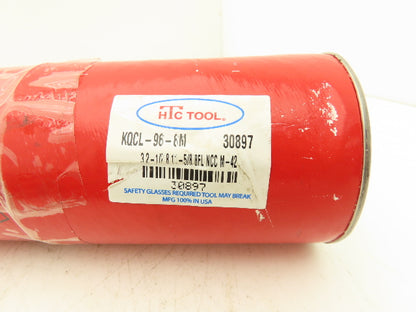 HTC TOOL®
KQCL-96-8M 30897
30897
SAFETY GLASSES REQUIRED TOOL MAY BREAK
MFG 100% IN USA